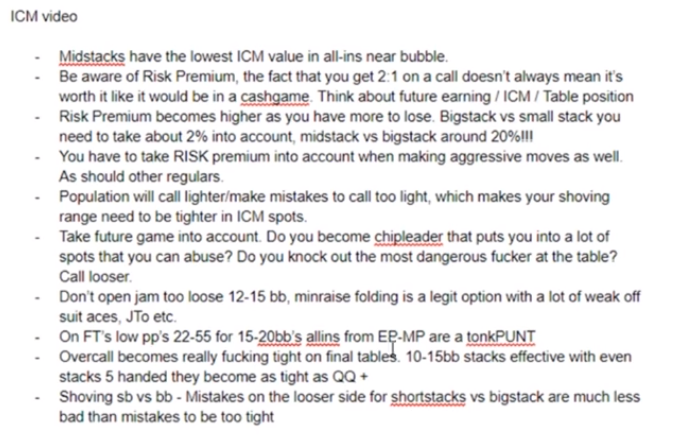 ICM video
- Midstacks have the lowest ICM value in all-ins near bubble.
- Be aware of Risk Premium, the fact that you get 2:1 on a call doesn't always mean it's
worth it like it would be in a cashgame. Think about future earning / ICM / Table position
- Risk Premium becomes higher as you have more to lose. Bigstack vs small stack you
need to take about 2% into account, midstack vs bigstack around 20%!!!
- You have to take RISK premium into account when making aggressive moves as well.
As should other regulars.
- Population will call lighter/make mistakes to call too light, which makes your shoving
range need to be tighter in ICM spots.
- Take future game into account. Do you become chipleader that puts you into a lot of
spots that you can abuse? Do you knock out the most dangerous fucker at the table?
Call looser.
- Don't open jam too loose 12-15 bb, minraise folding is a legit option with a lot of weak off
suit aces, JTo etc.
- On FT's low pp's 22-55 for 15-20bb's allins from EP-MP are a tonkPUNT
- Overcall becomes really fucking tight on final tables. 10-15bb stacks effective with even
stacks 5 handed they become as tight as QQ +
- Shoving sb vs bb - Mistakes on the looser side for shortstacks vs bigstack are much less
bad than mistakes to be too tight